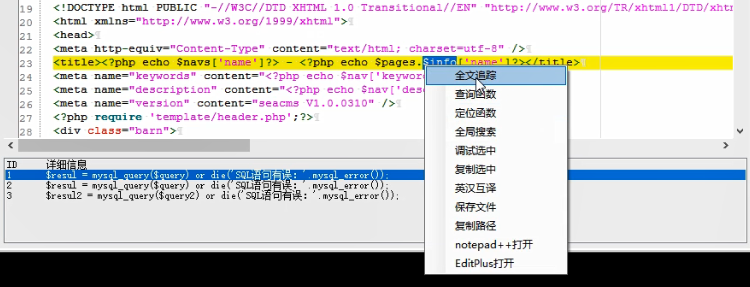 19 <!DOCTYPE html PUBLIC "-//W3C//DTD XHTML 1.0 Transitional//EN" "http://www.w3.org/TR/xhtml1/DTD/xhtm
20 <html xmlns="http://www.w3.org/1999/xhtml">
21 <head>
22 <meta http-equiv="Content-Type" content="text/html; charset=utf-8" />
23 <title><?php echo $navs['name']?> - <?php echo $pages.$info['name']?></title>
24 <meta name="keywords" content="<?php echo $nav['keywor
25 <meta name="description" content="<?php echo $nav['des
26 <meta name="version" content="seacms V1.0.0310" />
27 <?php require 'template/header.php';?>
28 <div class="barn">
全文追踪
查询函数
定位函数
全局搜索
调试选中
复制选中
英汉互译
保存文件
复制路径
notepad++打开
EditPlus打开
ID 详细信息
1 $resul = mysql_query($query) or die('SQL语句有误：'.mysql_error());
2 $resul = mysql_query($query) or die('SQL语句有误：'.mysql_error());
3 $resul2 = mysql_query($query2) or die('SQL语句有误：'.mysql_error());